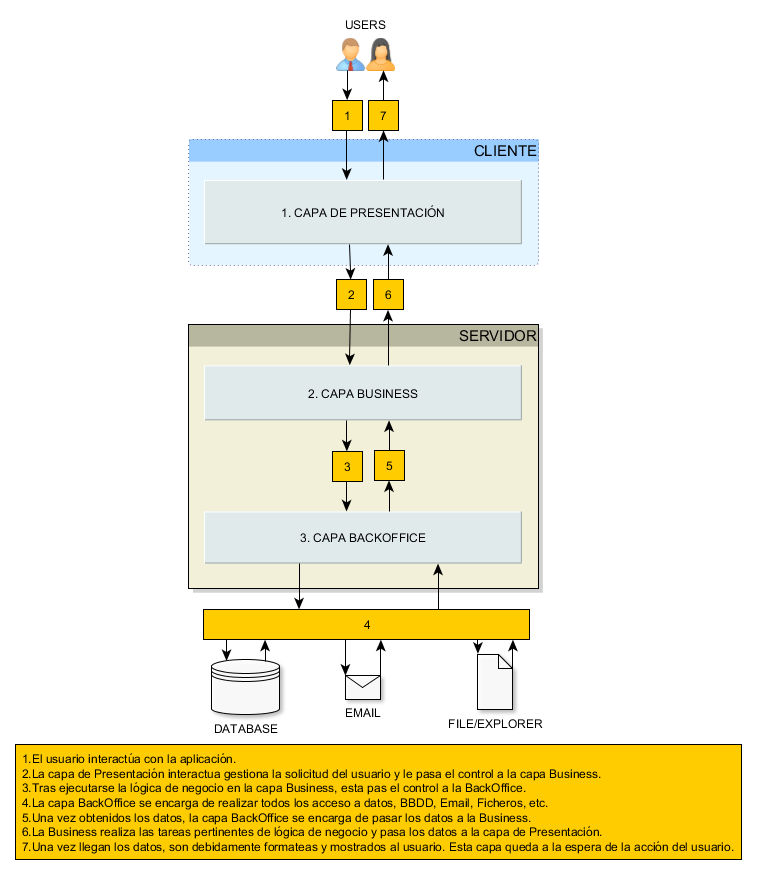 USERS
1 7
CLIENTE
1. CAPA DE PRESENTACIÓN
2 6
SERVIDOR
2. CAPA BUSINESS
3 5
3. CAPA BACKOFFICE
4
DATABASE
EMAIL
FILE/EXPLORER
1.El usuario interactúa con la aplicación.
2.La capa de Presentación interactua gestiona la solicitud del usuario y le pasa el control a la capa Business.
3.Tras ejecutarse la lógica de negocio en la capa Business, esta pas el control a la BackOffice.
4.La capa BackOffice se encarga de realizar todos los acceso a datos, BBDD, Email, Ficheros, etc.
5.Una vez obtenidos los datos, la capa BackOffice se encarga de pasar los datos a la Business.
6.La Business realiza las tareas pertinentes de lógica de negocio y pasa los datos a la capa de Presentación.
7.Una vez llegan los datos, son debidamente formateas y mostrados al usuario. Esta capa queda a la espera de la acción del usuario.